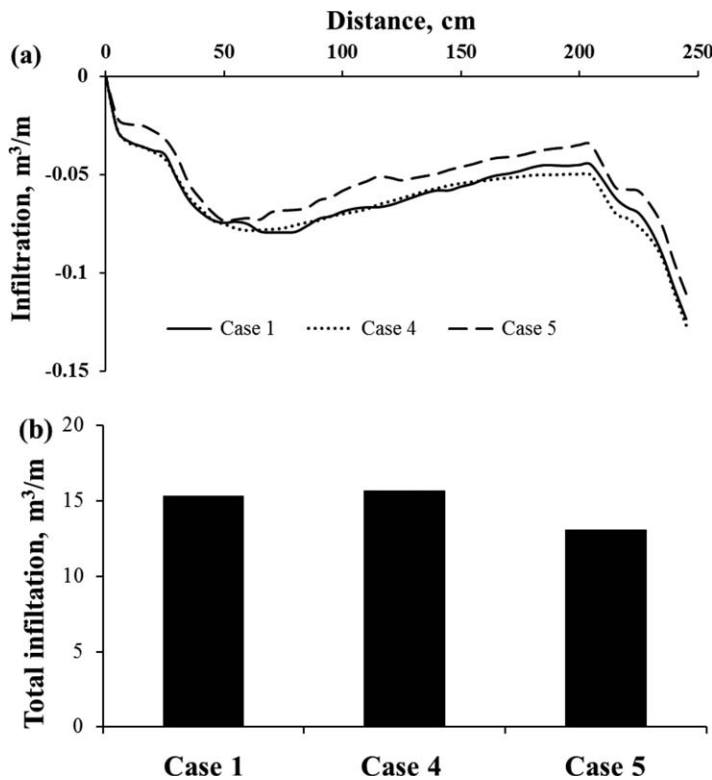 Distance, cm
(a)
0 50 100 150 200 250
0
-0.05
-0.1
-0.15
Infiltration, m³/m
Case 1 Case 4 Case 5
(b)
20
15
10
5
0
Total infiltation, m³/m
Case 1 Case 4 Case 5